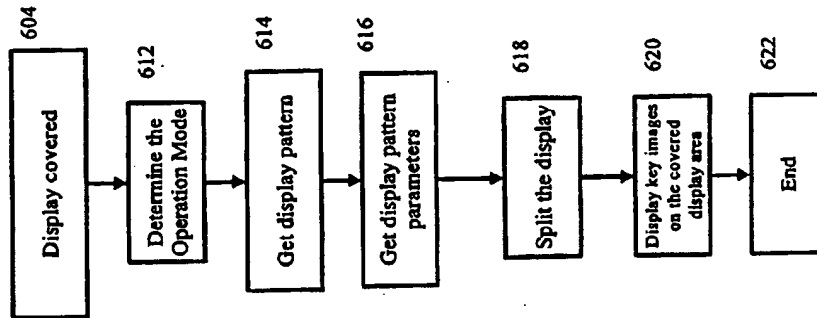 604
Display covered
612
Determine the
Operation Mode
614
Get display pattern
616
Get display pattern
parameters
618
Split the display
620
Display key images
on the covered
display area
622
End